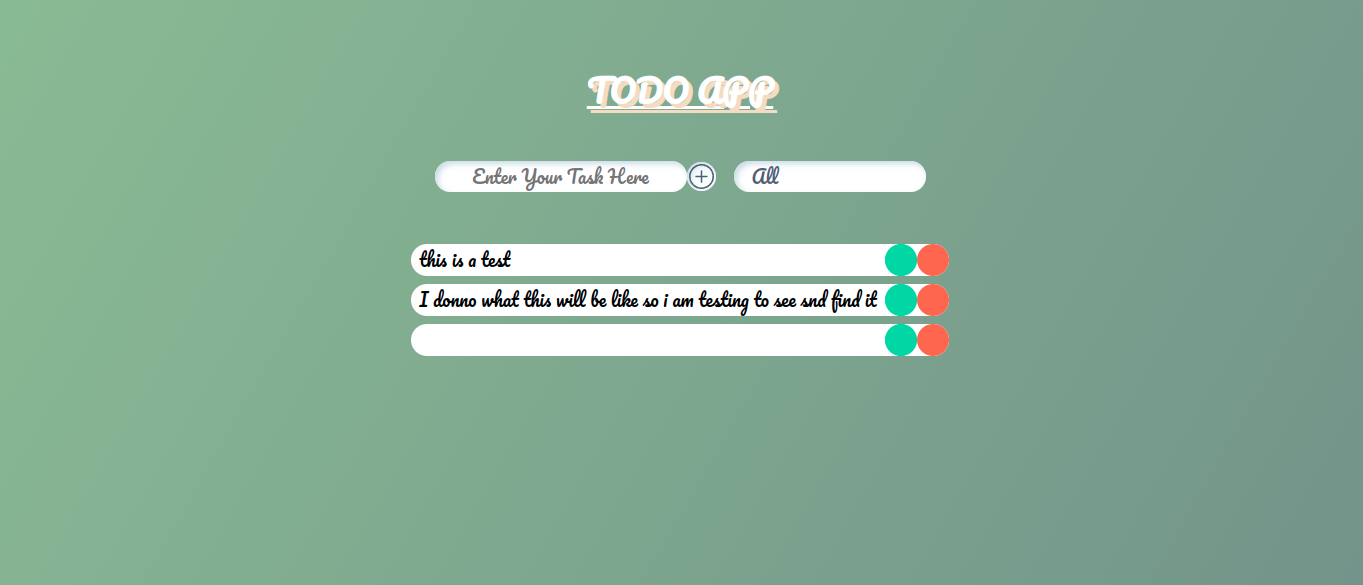 TODO APP
Enter Your Task Here
All
this is a test
I donno what this will be like so i am testing to see snd find it